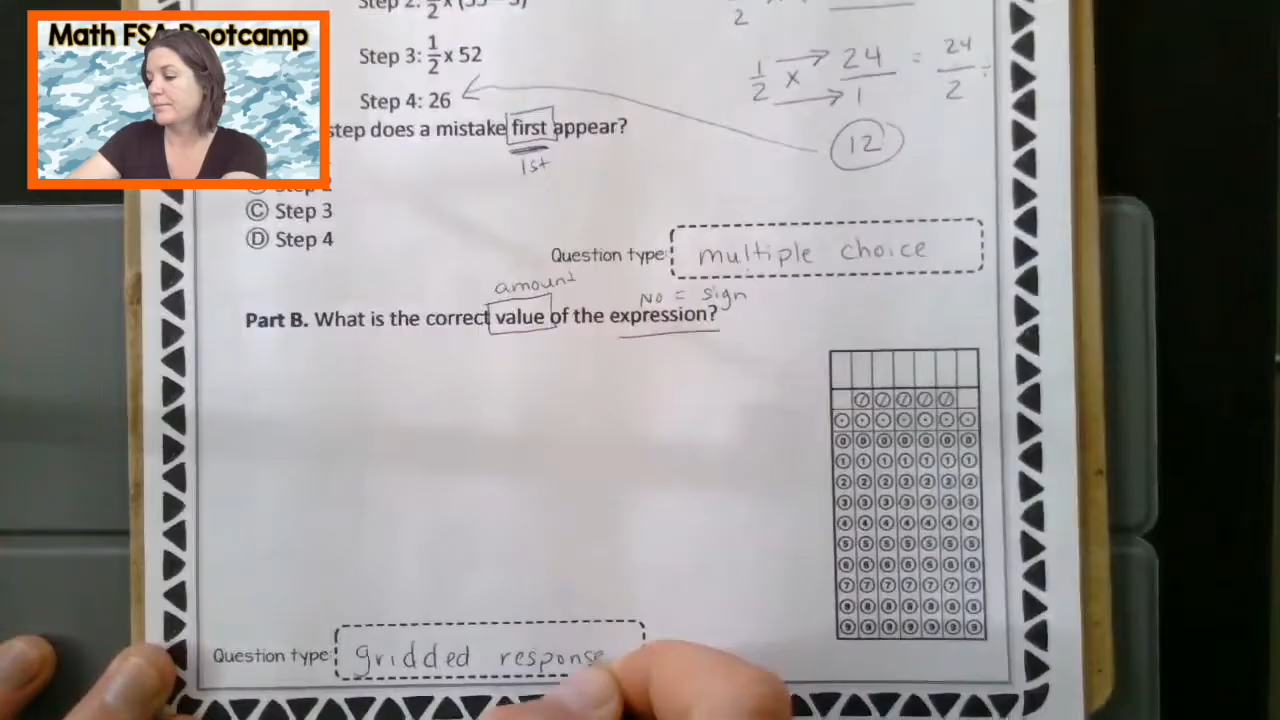 Math FSA Bootcamp
Step 3: 1/2 x 52
Step 4: 26
step does a mistake first appear?
1st
Ⓒ Step 3
Ⓓ Step 4
1/2 x 24/1 = 24/2
12
Question type: multiple choice
amount
No = sign
Part B. What is the correct value of the expression?
Question type: gridded response